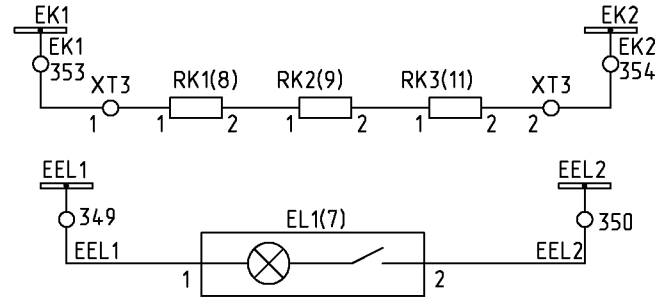 EK1 EK2
EK1 EK2
353 354
XT3 RK1(8) RK2(9) RK3(11) XT3
1 1 2 1 2 1 2 2
EEL1 EEL2
349 EL1(7) 350
EEL1 EEL2
1 2